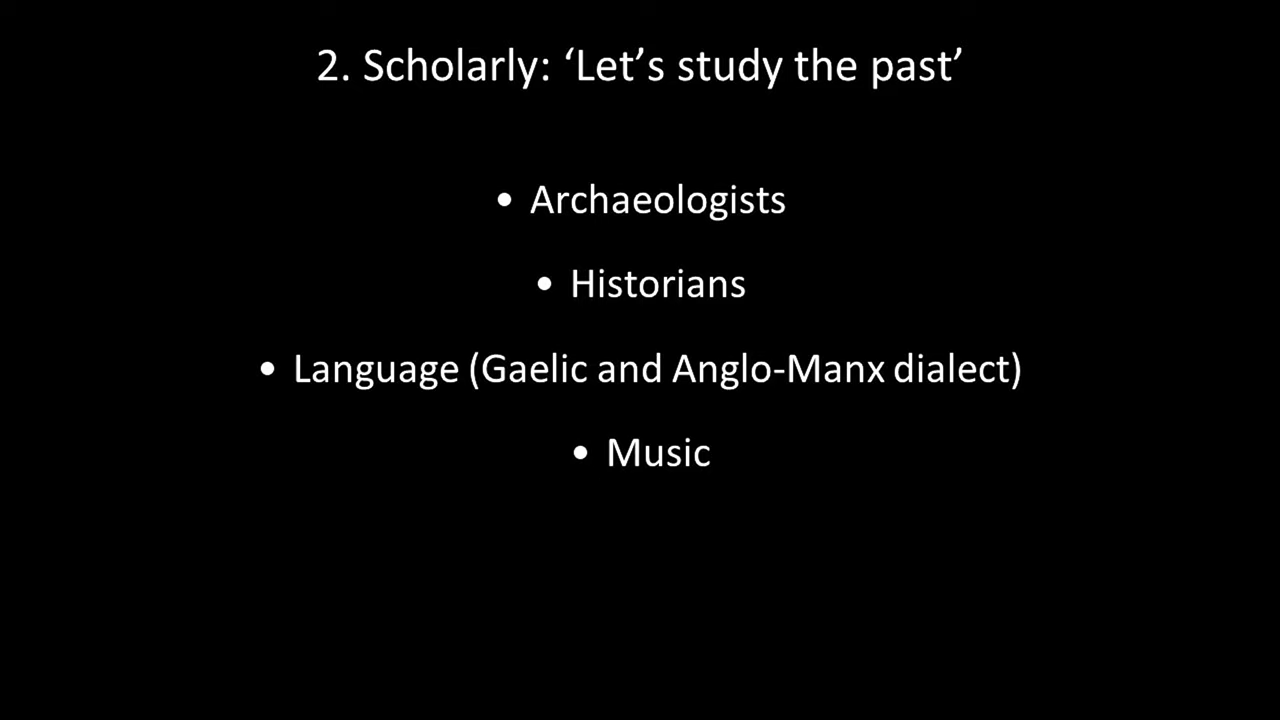 2. Scholarly: ‘Let’s study the past’
• Archaeologists
• Historians
• Language (Gaelic and Anglo-Manx dialect)
• Music